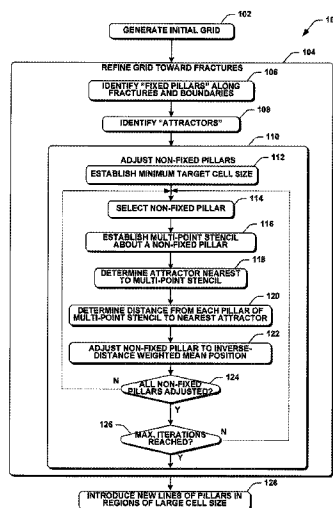 102
10
GENERATE INITIAL GRID
104
REFINE GRID TOWARD FRACTURES
106
IDENTIFY "FIXED PILLARS" ALONG
FRACTURES AND BOUNDARIES
108
IDENTIFY "ATTRACTORS"
110
ADJUST NON-FIXED PILLARS
112
ESTABLISH MINIMUM TARGET CELL SIZE
114
SELECT NON-FIXED PILLAR
116
ESTABLISH MULTI-POINT STENCIL
ABOUT A NON-FIXED PILLAR
118
DETERMINE ATTRACTOR NEAREST
TO MULTI-POINT STENCIL
120
DETERMINE DISTANCE FROM EACH PILLAR OF
MULTI-POINT STENCIL TO NEAREST ATTRACTOR
122
ADJUST NON-FIXED PILLAR TO INVERSE-
DISTANCE WEIGHTED MEAN POSITION
124
N
ALL NON-FIXED
PILLARS ADJUSTED?
Y
126
MAX. ITERATIONS
REACHED?
N
Y
128
INTRODUCE NEW LINES OF PILLARS IN
REGIONS OF LARGE CELL SIZE